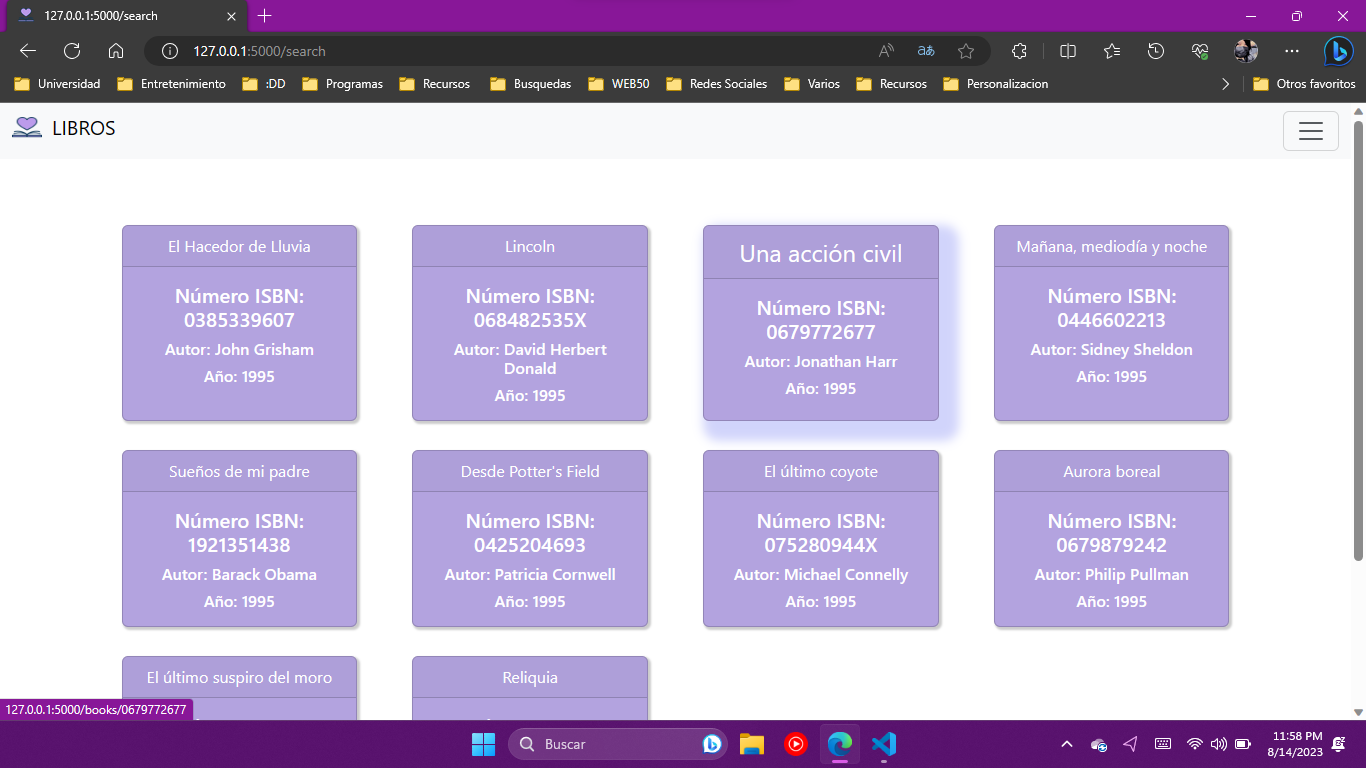 127.0.0.1:5000/search
127.0.0.1:5000/search
Universidad Entretenimiento :DD Programas Recursos Busquedas WEB50 Redes Sociales Varios Recursos Personalizacion Otros favoritos
LIBROS
El Hacedor de Lluvia
Número ISBN:
0385339607
Autor: John Grisham
Año: 1995
Lincoln
Número ISBN:
068482535X
Autor: David Herbert
Donald
Año: 1995
Una acción civil
Número ISBN:
0679772677
Autor: Jonathan Harr
Año: 1995
Mañana, mediodía y noche
Número ISBN:
0446602213
Autor: Sidney Sheldon
Año: 1995
Sueños de mi padre
Número ISBN:
1921351438
Autor: Barack Obama
Año: 1995
Desde Potter's Field
Número ISBN:
0425204693
Autor: Patricia Cornwell
Año: 1995
El último coyote
Número ISBN:
075280944X
Autor: Michael Connelly
Año: 1995
Aurora boreal
Número ISBN:
0679879242
Autor: Philip Pullman
Año: 1995
El último suspiro del moro
Reliquia
127.0.0.1:5000/books/0679772677
Buscar
11:58 PM
8/14/2023